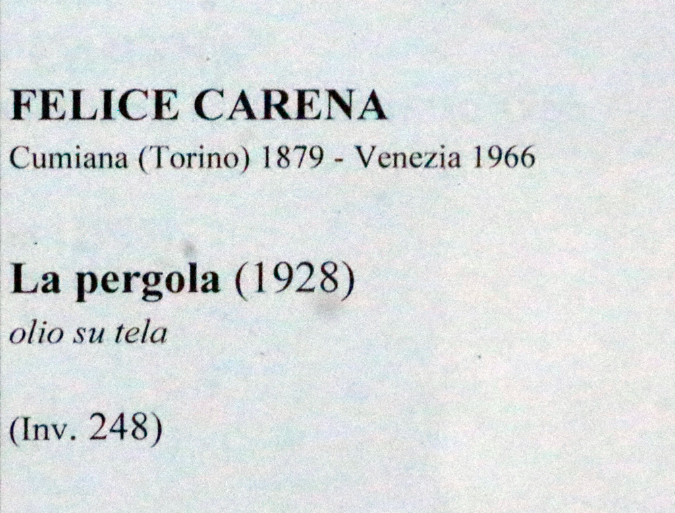 FELICE CARENA
Cumiana (Torino) 1879 - Venezia 1966
La pergola (1928)
olio su tela
(Inv. 248)